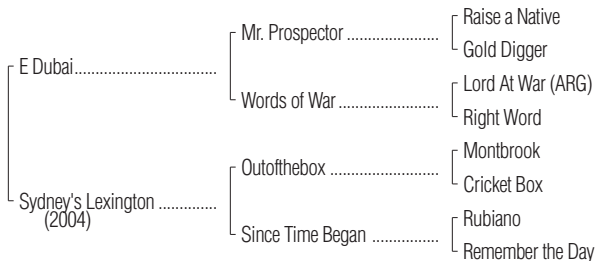 Raise a Native
Mr. Prospector ...................
Gold Digger
E Dubai.................................
Lord At War (ARG)
Words of War.......................
Right Word
Montbrook
Outofthebox .........................
Cricket Box
Sydney's Lexington ..............
(2004)
Rubiano
Since Time Began ................
Remember the Day